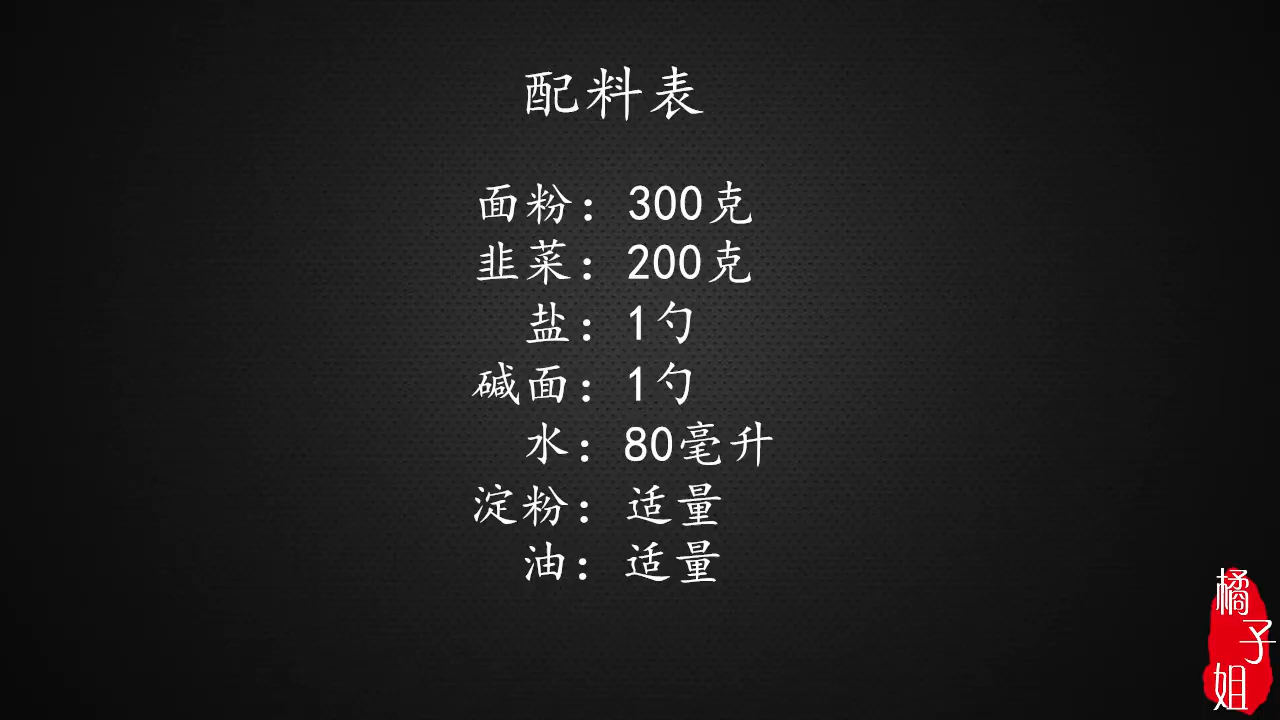 配料表
面粉：300克
韭菜：200克
盐：1勺
碱面：1勺
水：80毫升
淀粉：适量
油：适量
橘子姐